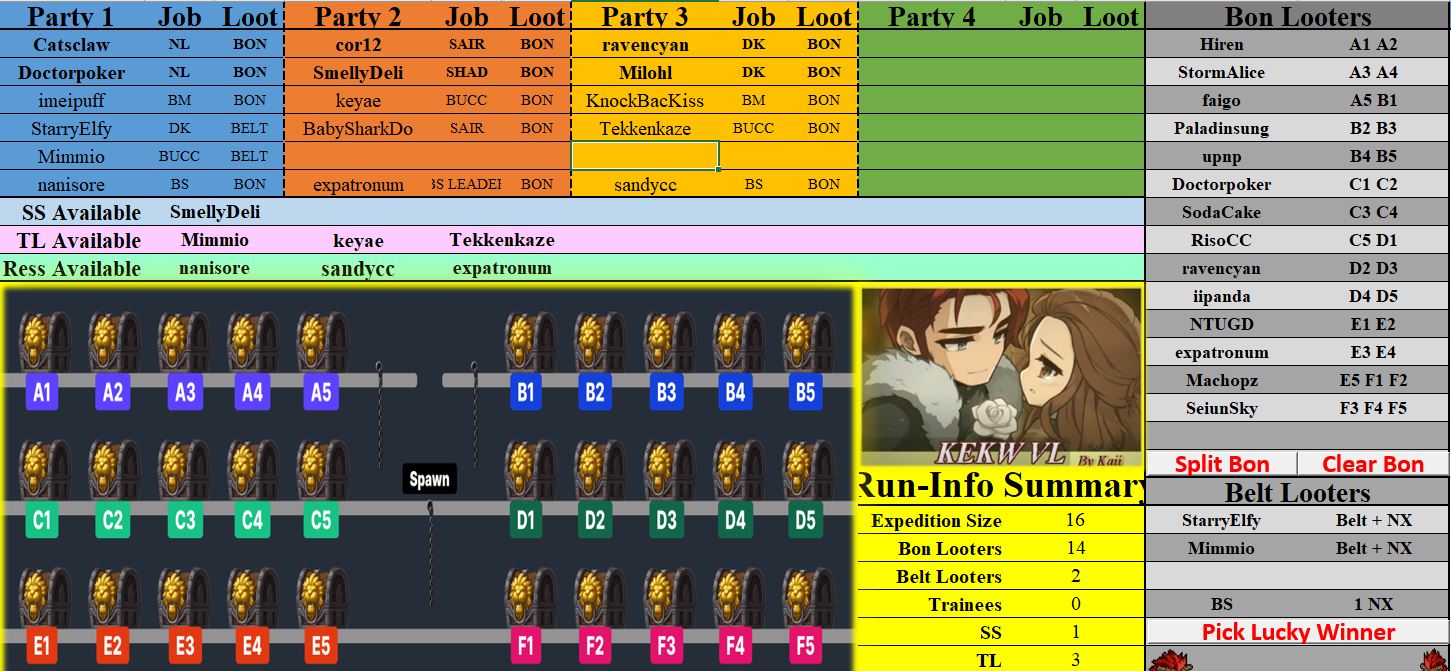 Party 1 Job Loot Party 2 Job Loot Party 3 Job Loot Party 4 Job Loot Bon Looters
Catsclaw NL BON cor12 SAIR BON ravencyan DK BON Hiren A1 A2
Doctorpoker NL BON SmellyDeli SHAD BON Milohl DK BON StormAlice A3 A4
imeipuff BM BON keyae BUCC BON KnockBacKiss BM BON faigo A5 B1
StarryElfy DK BELT BabySharkDo SAIR BON Tekkenkaze BUCC BON Paladinsung B2 B3
Mimmio BUCC BELT upnp B4 B5
nanisore BS BON expatronum BS LEADER BON sandycc BS BON Doctorpoker C1 C2
SS Available SmellyDeli SodaCake C3 C4
TL Available Mimmio keyae Tekkenkaze RisoCC C5 D1
Ress Available nanisore sandycc expatronum ravencyan D2 D3
iipanda D4 D5
NTUGD E1 E2
expatronum E3 E4
Machopz E5 F1 F2
SeiunSky F3 F4 F5
A1 A2 A3 A4 A5 B1 B2 B3 B4 B5
KEKW VL By Kaii
Split Bon Clear Bon
Spawn
Run-Info Summary Belt Looters
C1 C2 C3 C4 C5 D1 D2 D3 D4 D5
Expedition Size 16 StarryElfy Belt + NX
Bon Looters 14 Mimmio Belt + NX
Belt Looters 2
Trainees 0 BS 1 NX
SS 1 Pick Lucky Winner
E1 E2 E3 E4 E5 F1 F2 F3 F4 F5
TL 3